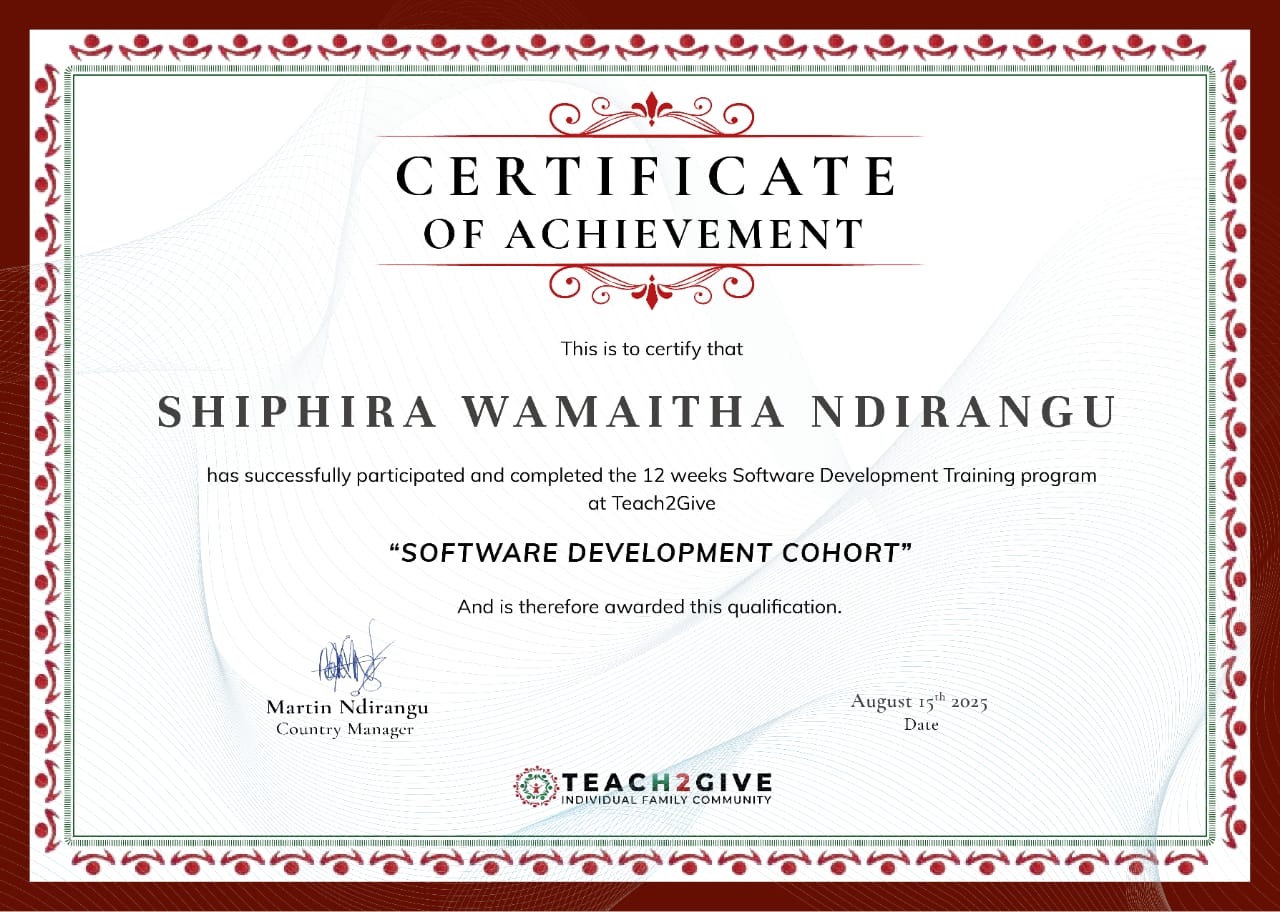 CERTIFICATE
OF ACHIEVEMENT
This is to certify that
SHIPHIRA WAMAITHA NDIRANGU
has successfully participated and completed the 12 weeks Software Development Training program
at Teach2Give
“SOFTWARE DEVELOPMENT COHORT”
And is therefore awarded this qualification.
Martin Ndirangu
Country Manager
August 15th 2025
Date
TEACH2GIVE
INDIVIDUAL FAMILY COMMUNITY